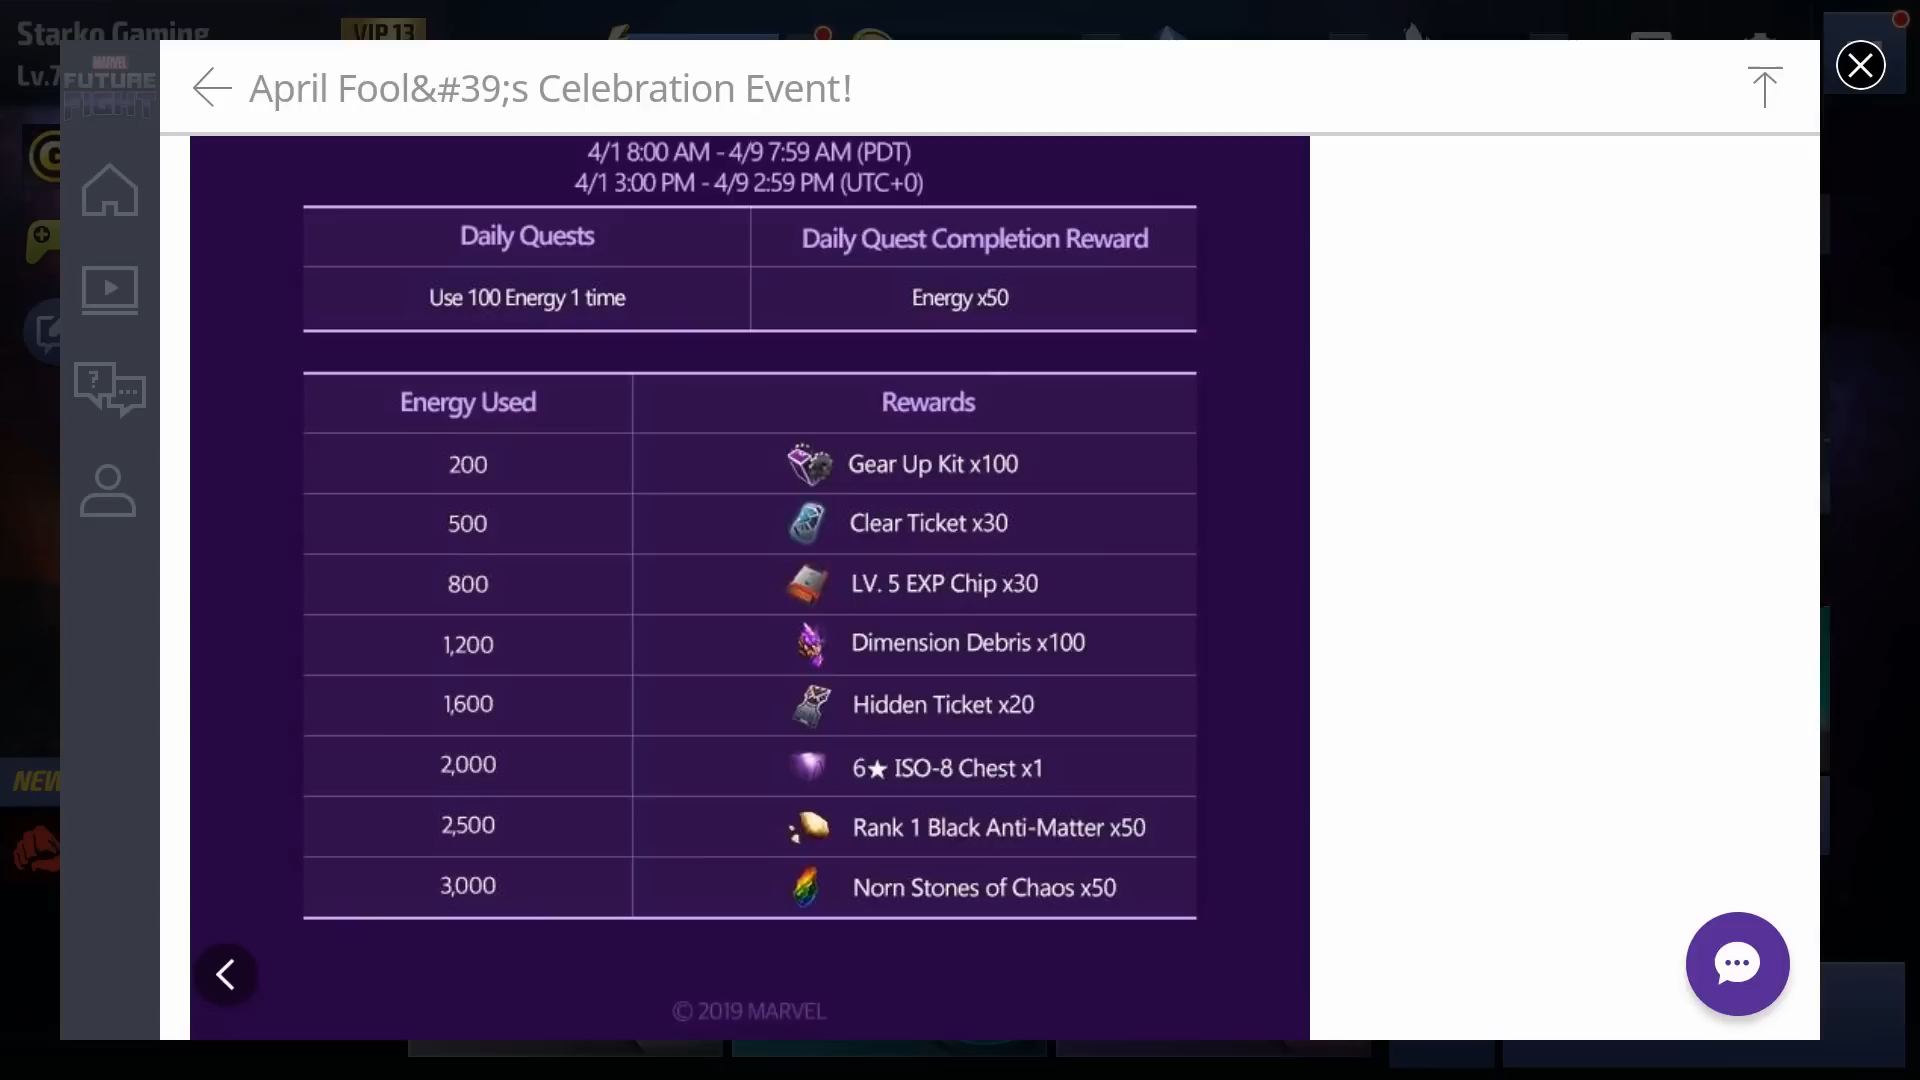 Starko Gaming
VIP 13
Lv.7
MARVEL
FUTURE
FIGHT
April Fool&#39;s Celebration Event!
4/1 8:00 AM - 4/9 7:59 AM (PDT)
4/1 3:00 PM - 4/9 2:59 PM (UTC+0)
Daily Quests
Daily Quest Completion Reward
Use 100 Energy 1 time
Energy x50
Energy Used
Rewards
200
Gear Up Kit x100
500
Clear Ticket x30
800
LV. 5 EXP Chip x30
1,200
Dimension Debris x100
1,600
Hidden Ticket x20
2,000
6★ ISO-8 Chest x1
2,500
Rank 1 Black Anti-Matter x50
3,000
Norn Stones of Chaos x50
NEW
© 2019 MARVEL